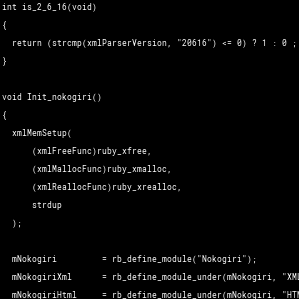 int is_2_6_16(void)
{
return (strcmp(xmlParserVersion, "20616") <= 0) ? 1 : 0 ;
}
void Init_nokogiri()
{
xmlMemSetup(
(xmlFreeFunc)ruby_xfree,
(xmlMallocFunc)ruby_xmalloc,
(xmlReallocFunc)ruby_xrealloc,
strdup
);
mNokogiri = rb_define_module("Nokogiri");
mNokogiriXml = rb_define_module_under(mNokogiri, "XML
mNokogiriHtml = rb_define_module_under(mNokogiri, "HTM